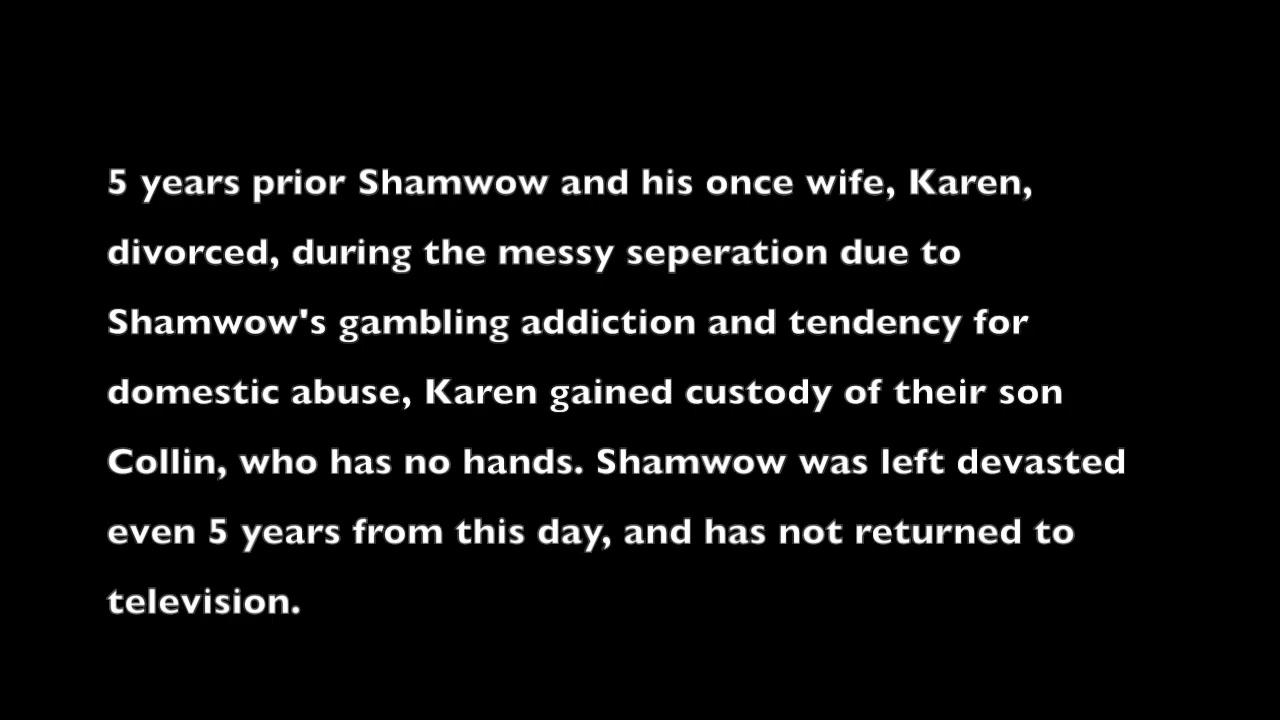 5 years prior Shamwow and his once wife, Karen,
divorced, during the messy seperation due to
Shamwow's gambling addiction and tendency for
domestic abuse, Karen gained custody of their son
Collin, who has no hands. Shamwow was left devasted
even 5 years from this day, and has not returned to
television.